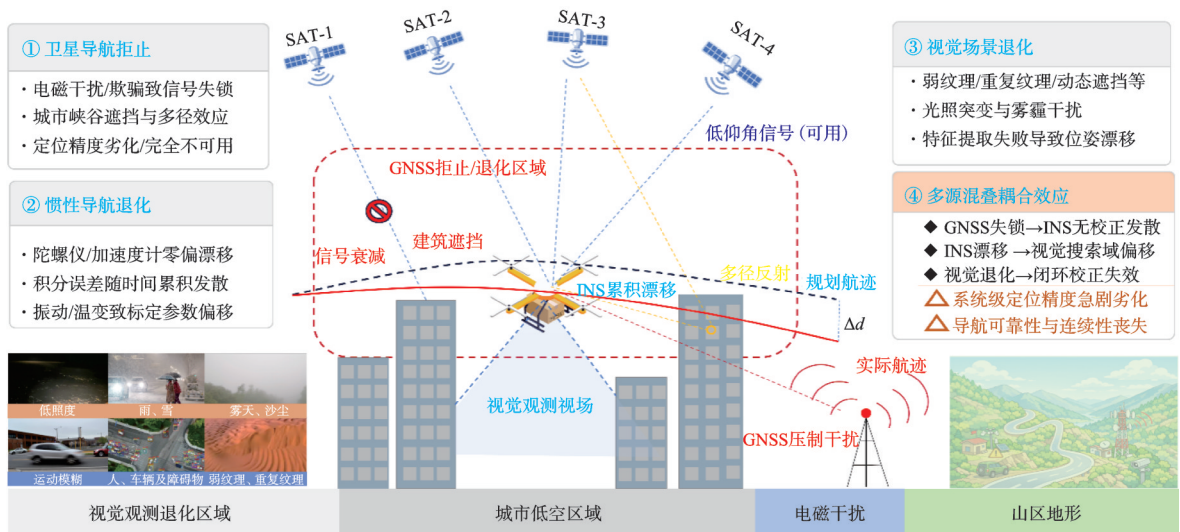 ① 卫星导航拒止
· 电磁干扰/欺骗致信号失锁
· 城市峡谷遮挡与多径效应
· 定位精度劣化/完全不可用
② 惯性导航退化
· 陀螺仪/加速度计零偏漂移
· 积分误差随时间累积发散
· 振动/温变致标定参数偏移
SAT-1
SAT-2
SAT-3
SAT-4
低仰角信号 (可用)
GNSS拒止/退化区域
信号衰减
建筑遮挡
多径反射
INS累积漂移
规划航迹
Δd
实际航迹
视觉观测视场
GNSS压制干扰
③ 视觉场景退化
· 弱纹理/重复纹理/动态遮挡等
· 光照突变与雾霾干扰
· 特征提取失败导致位姿漂移
④ 多源混叠耦合效应
◆ GNSS失锁→INS无校正发散
◆ INS漂移→视觉搜索域偏移
◆ 视觉退化→闭环校正失效
△ 系统级定位精度急剧劣化
△ 导航可靠性与连续性丧失
低照度
雨、雪
雾天、沙尘
运动模糊
人、车辆及障碍物
弱纹理、重复纹理
视觉观测退化区域
城市低空区域
电磁干扰
山区地形